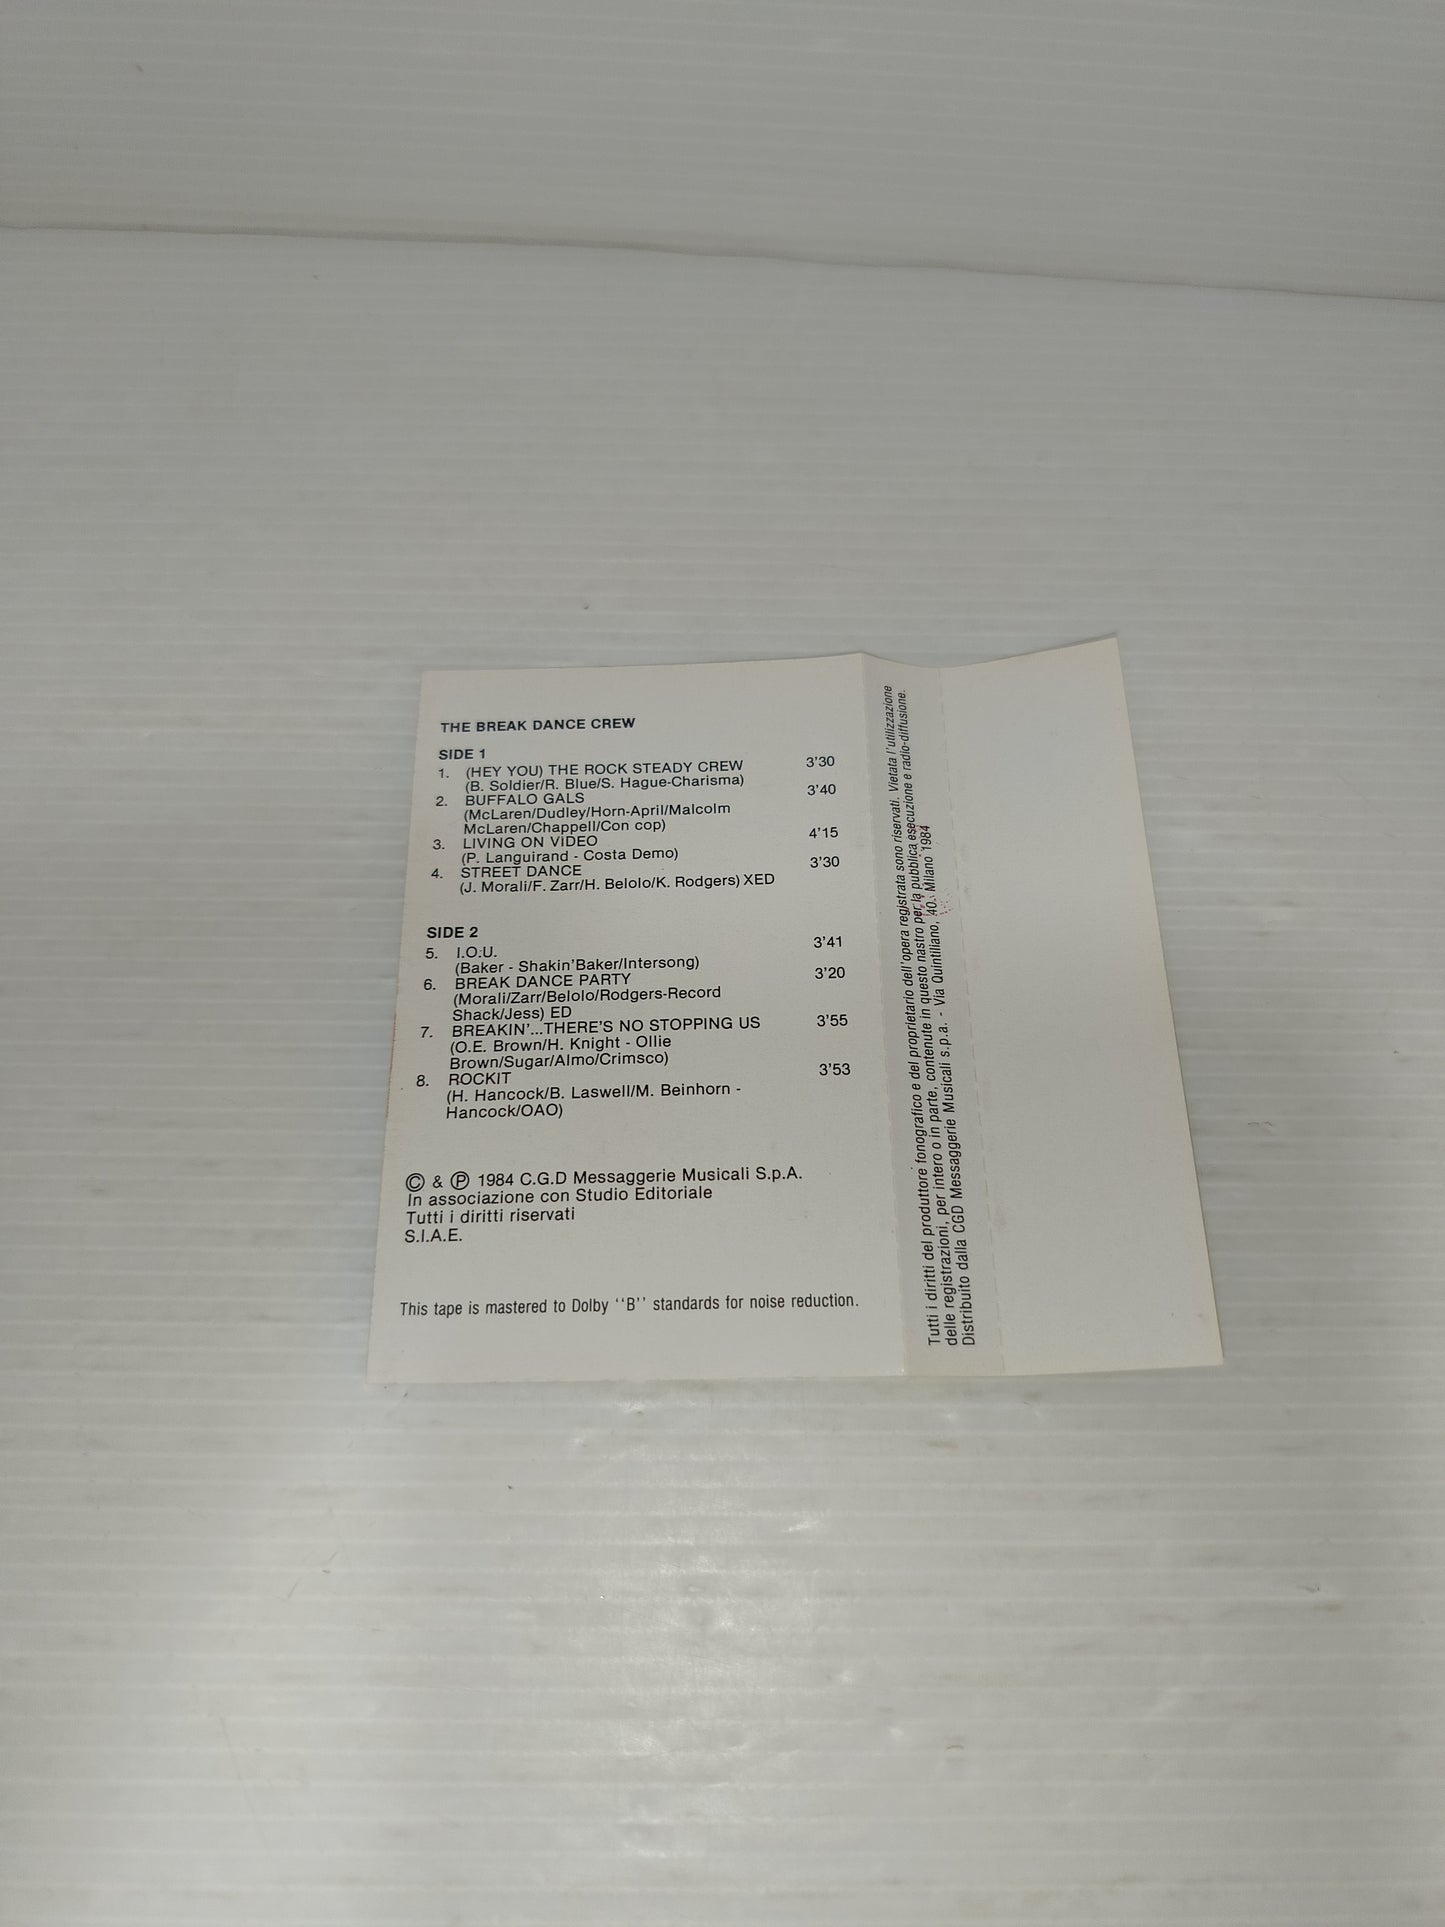 THE BREAK DANCE CREW
SIDE 1
1. (HEY YOU) THE ROCK STEADY CREW 3'30
(B. Soldier/R. Blue/S. Hague-Charisma)
2. BUFFALO GALS 3'40
(McLaren/Dudley/Horn-April/Malcolm
McLaren/Chappell/Con cop)
3. LIVING ON VIDEO 4'15
(P. Languirand - Costa Demo)
4. STREET DANCE 3'30
(J. Morali/F. Zarr/H. Belolo/K. Rodgers) XED
SIDE 2
5. I.O.U. 3'41
(Baker - Shakin'Baker/Intersong)
6. BREAK DANCE PARTY 3'20
(Morali/Zarr/Belolo/Rodgers-Record
Shack/Jess) ED
7. BREAKIN'...THERE'S NO STOPPING US 3'55
(O.E. Brown/H. Knight - Ollie
Brown/Sugar/Almo/Crimsco)
8. ROCKIT 3'53
(H. Hancock/B. Laswell/M. Beinhorn -
Hancock/OAO)
© & ℗ 1984 C.G.D Messaggerie Musicali S.p.A.
In associazione con Studio Editoriale
Tutti i diritti riservati
S.I.A.E.
This tape is mastered to Dolby ''B'' standards for noise reduction.
Tutti i diritti del produttore fonografico e del proprietario dell'opera registrata sono riservati. Vietata l'utilizzazione
delle registrazioni, per intero o in parte, contenute in questo nastro per la pubblica esecuzione e radio-diffusione.
Distribuito dalla CGD Messaggerie Musicali s.p.a. - Via Quintiliano, 40. Milano 1984